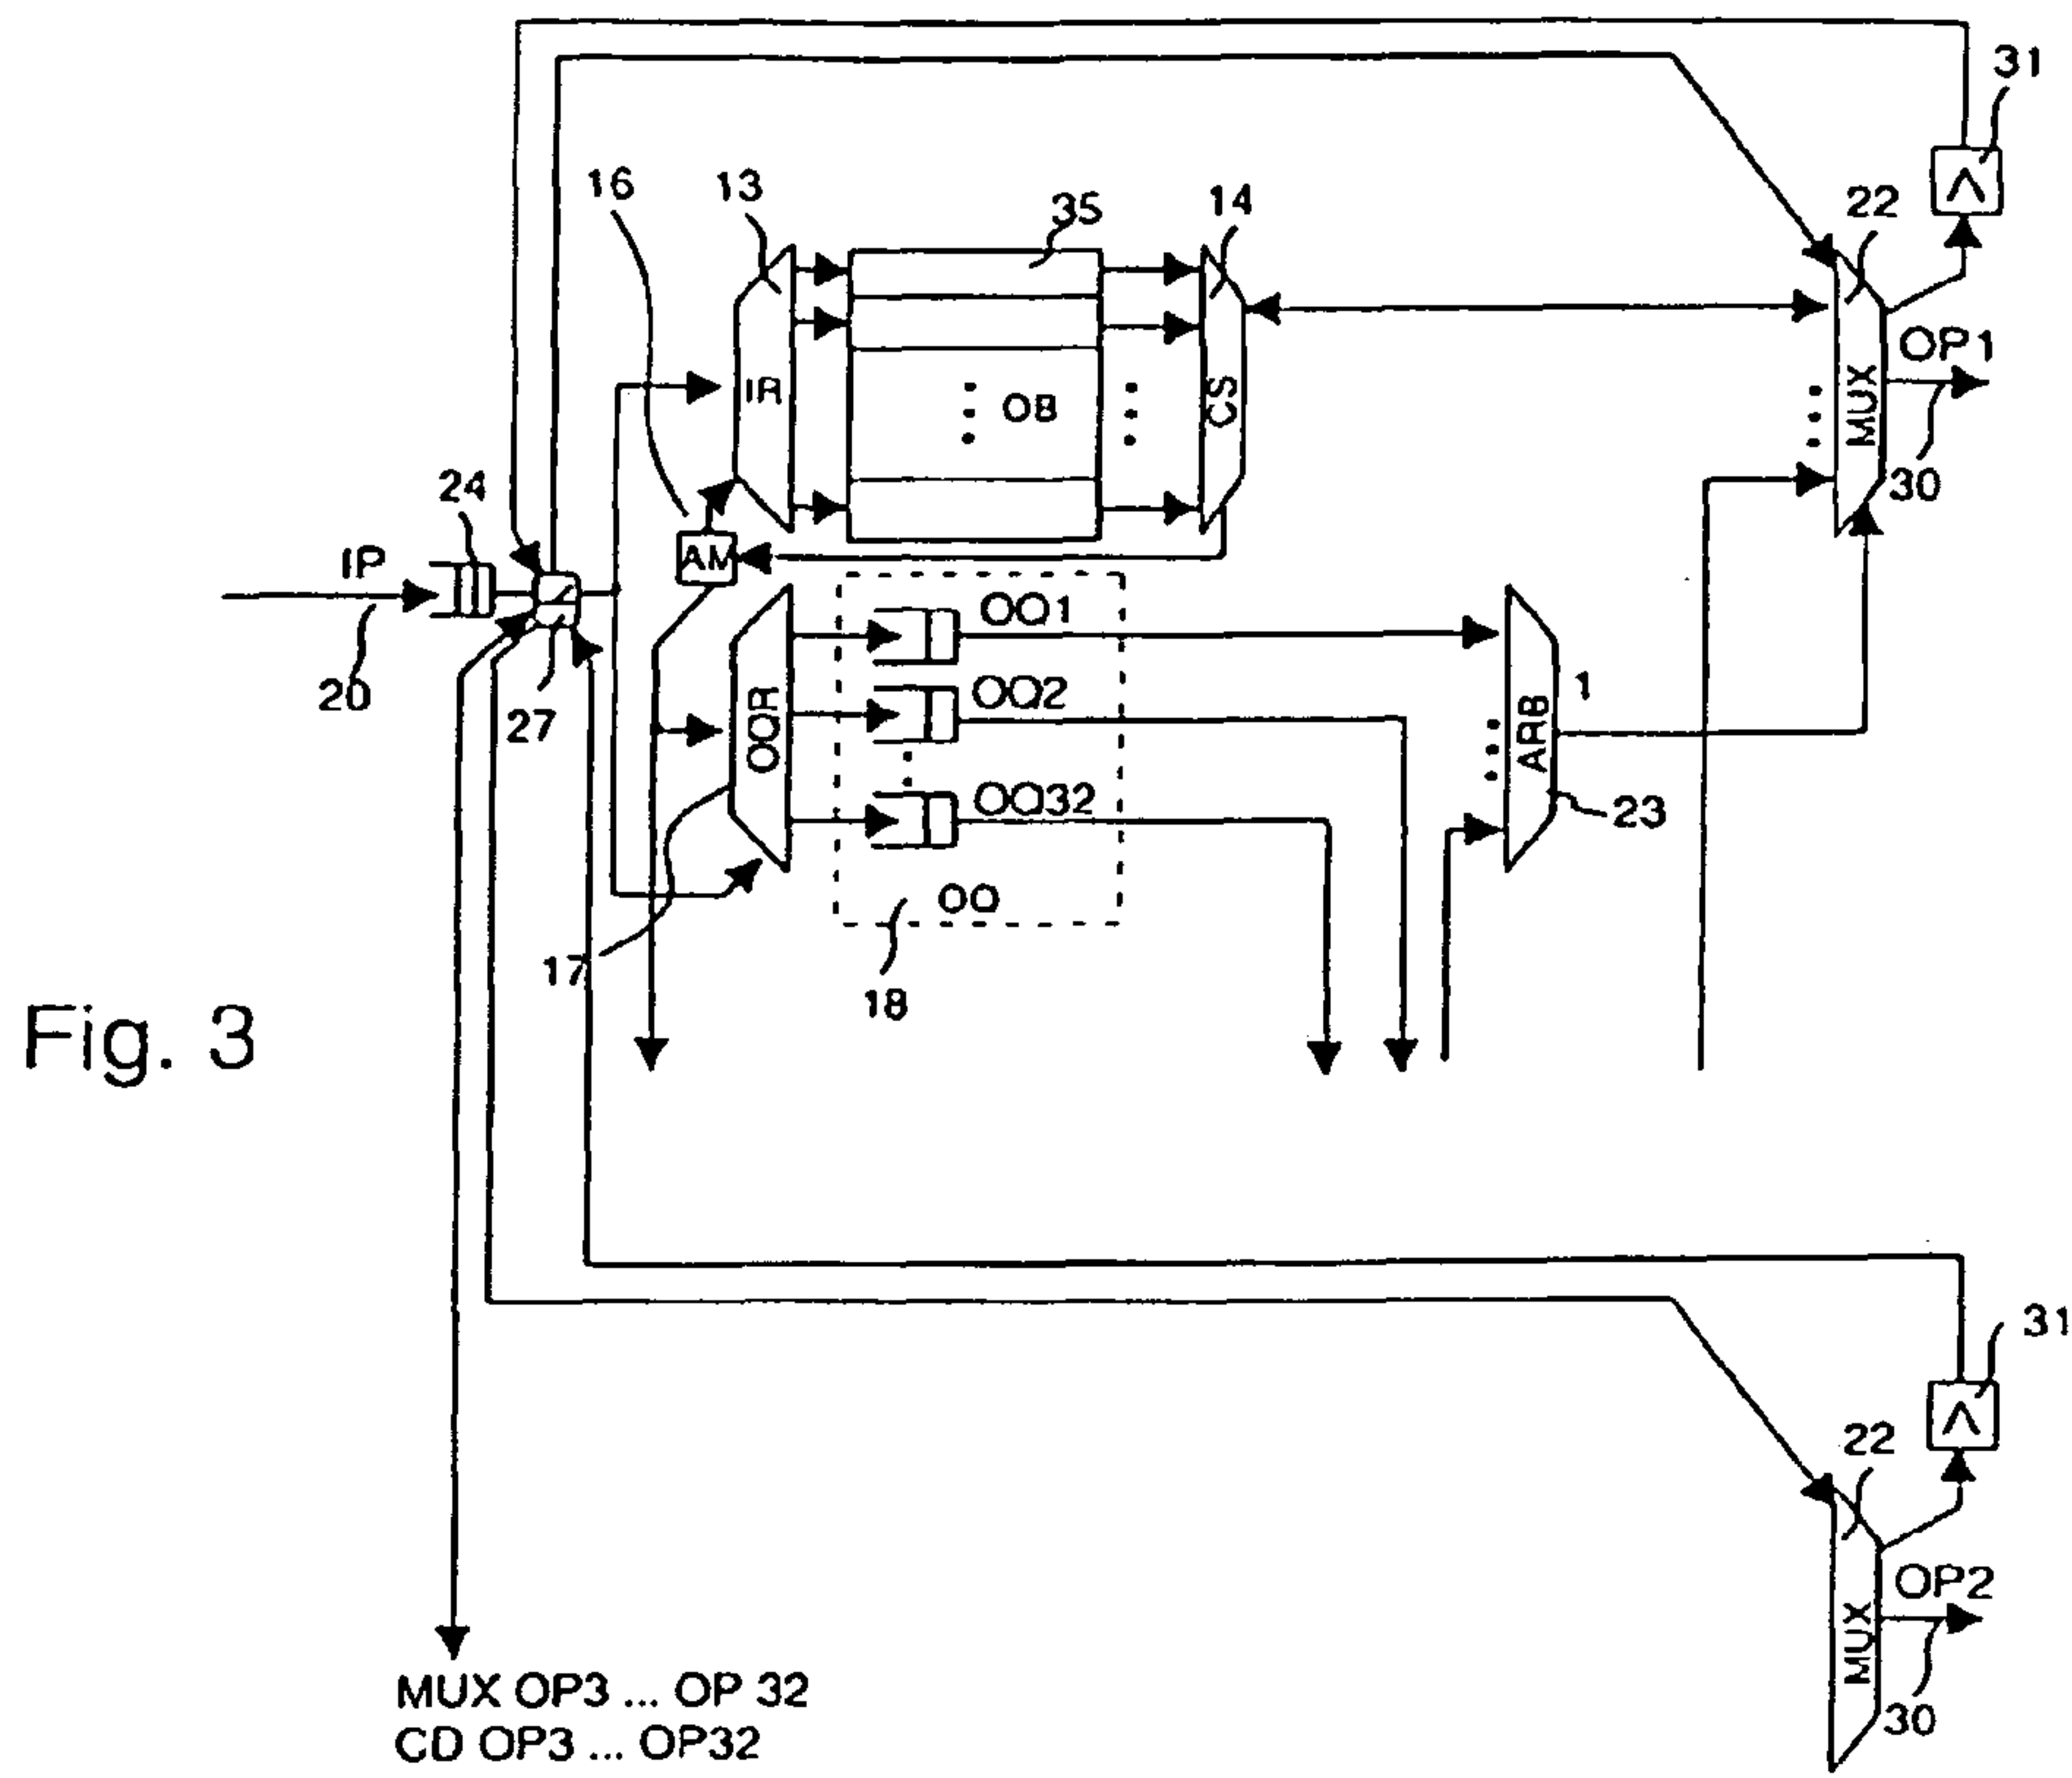 31
16
13
35
14
22
OP1
IR
OB
CS
MUX
24
30
IP
AM
20
27
OO1
OO2
OO32
OOR
ARB
1
23
OO
17
18
Fig. 3
31
22
OP2
MUX
30
MUX OP3 ... OP 32
CD OP3 ... OP32